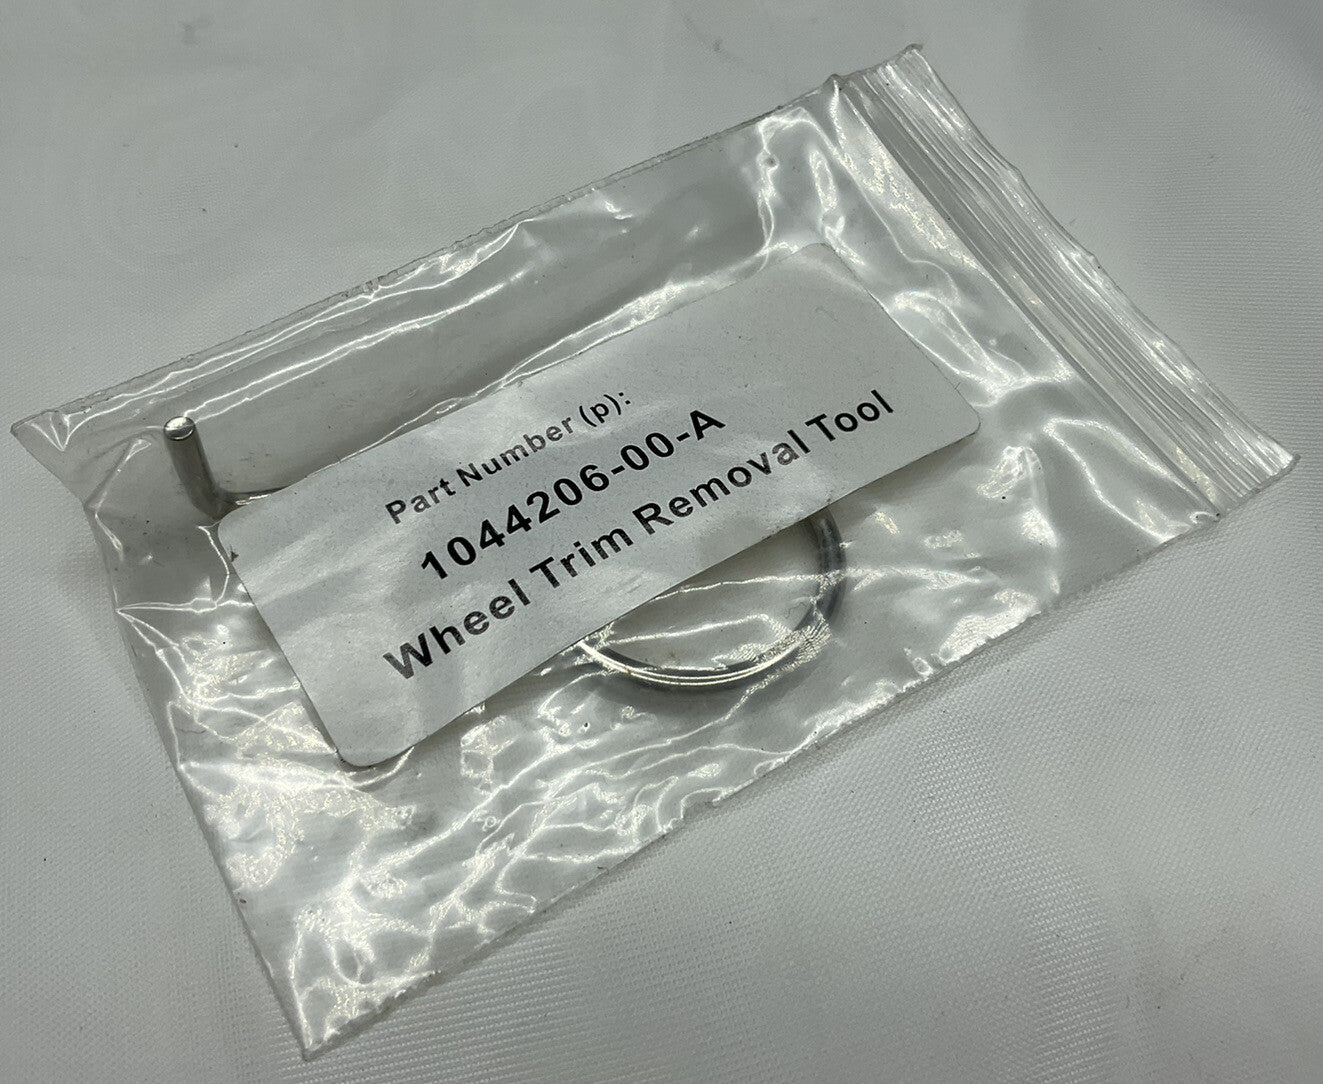 Part Number (p):
1044206-00-A
Wheel Trim Removal Tool